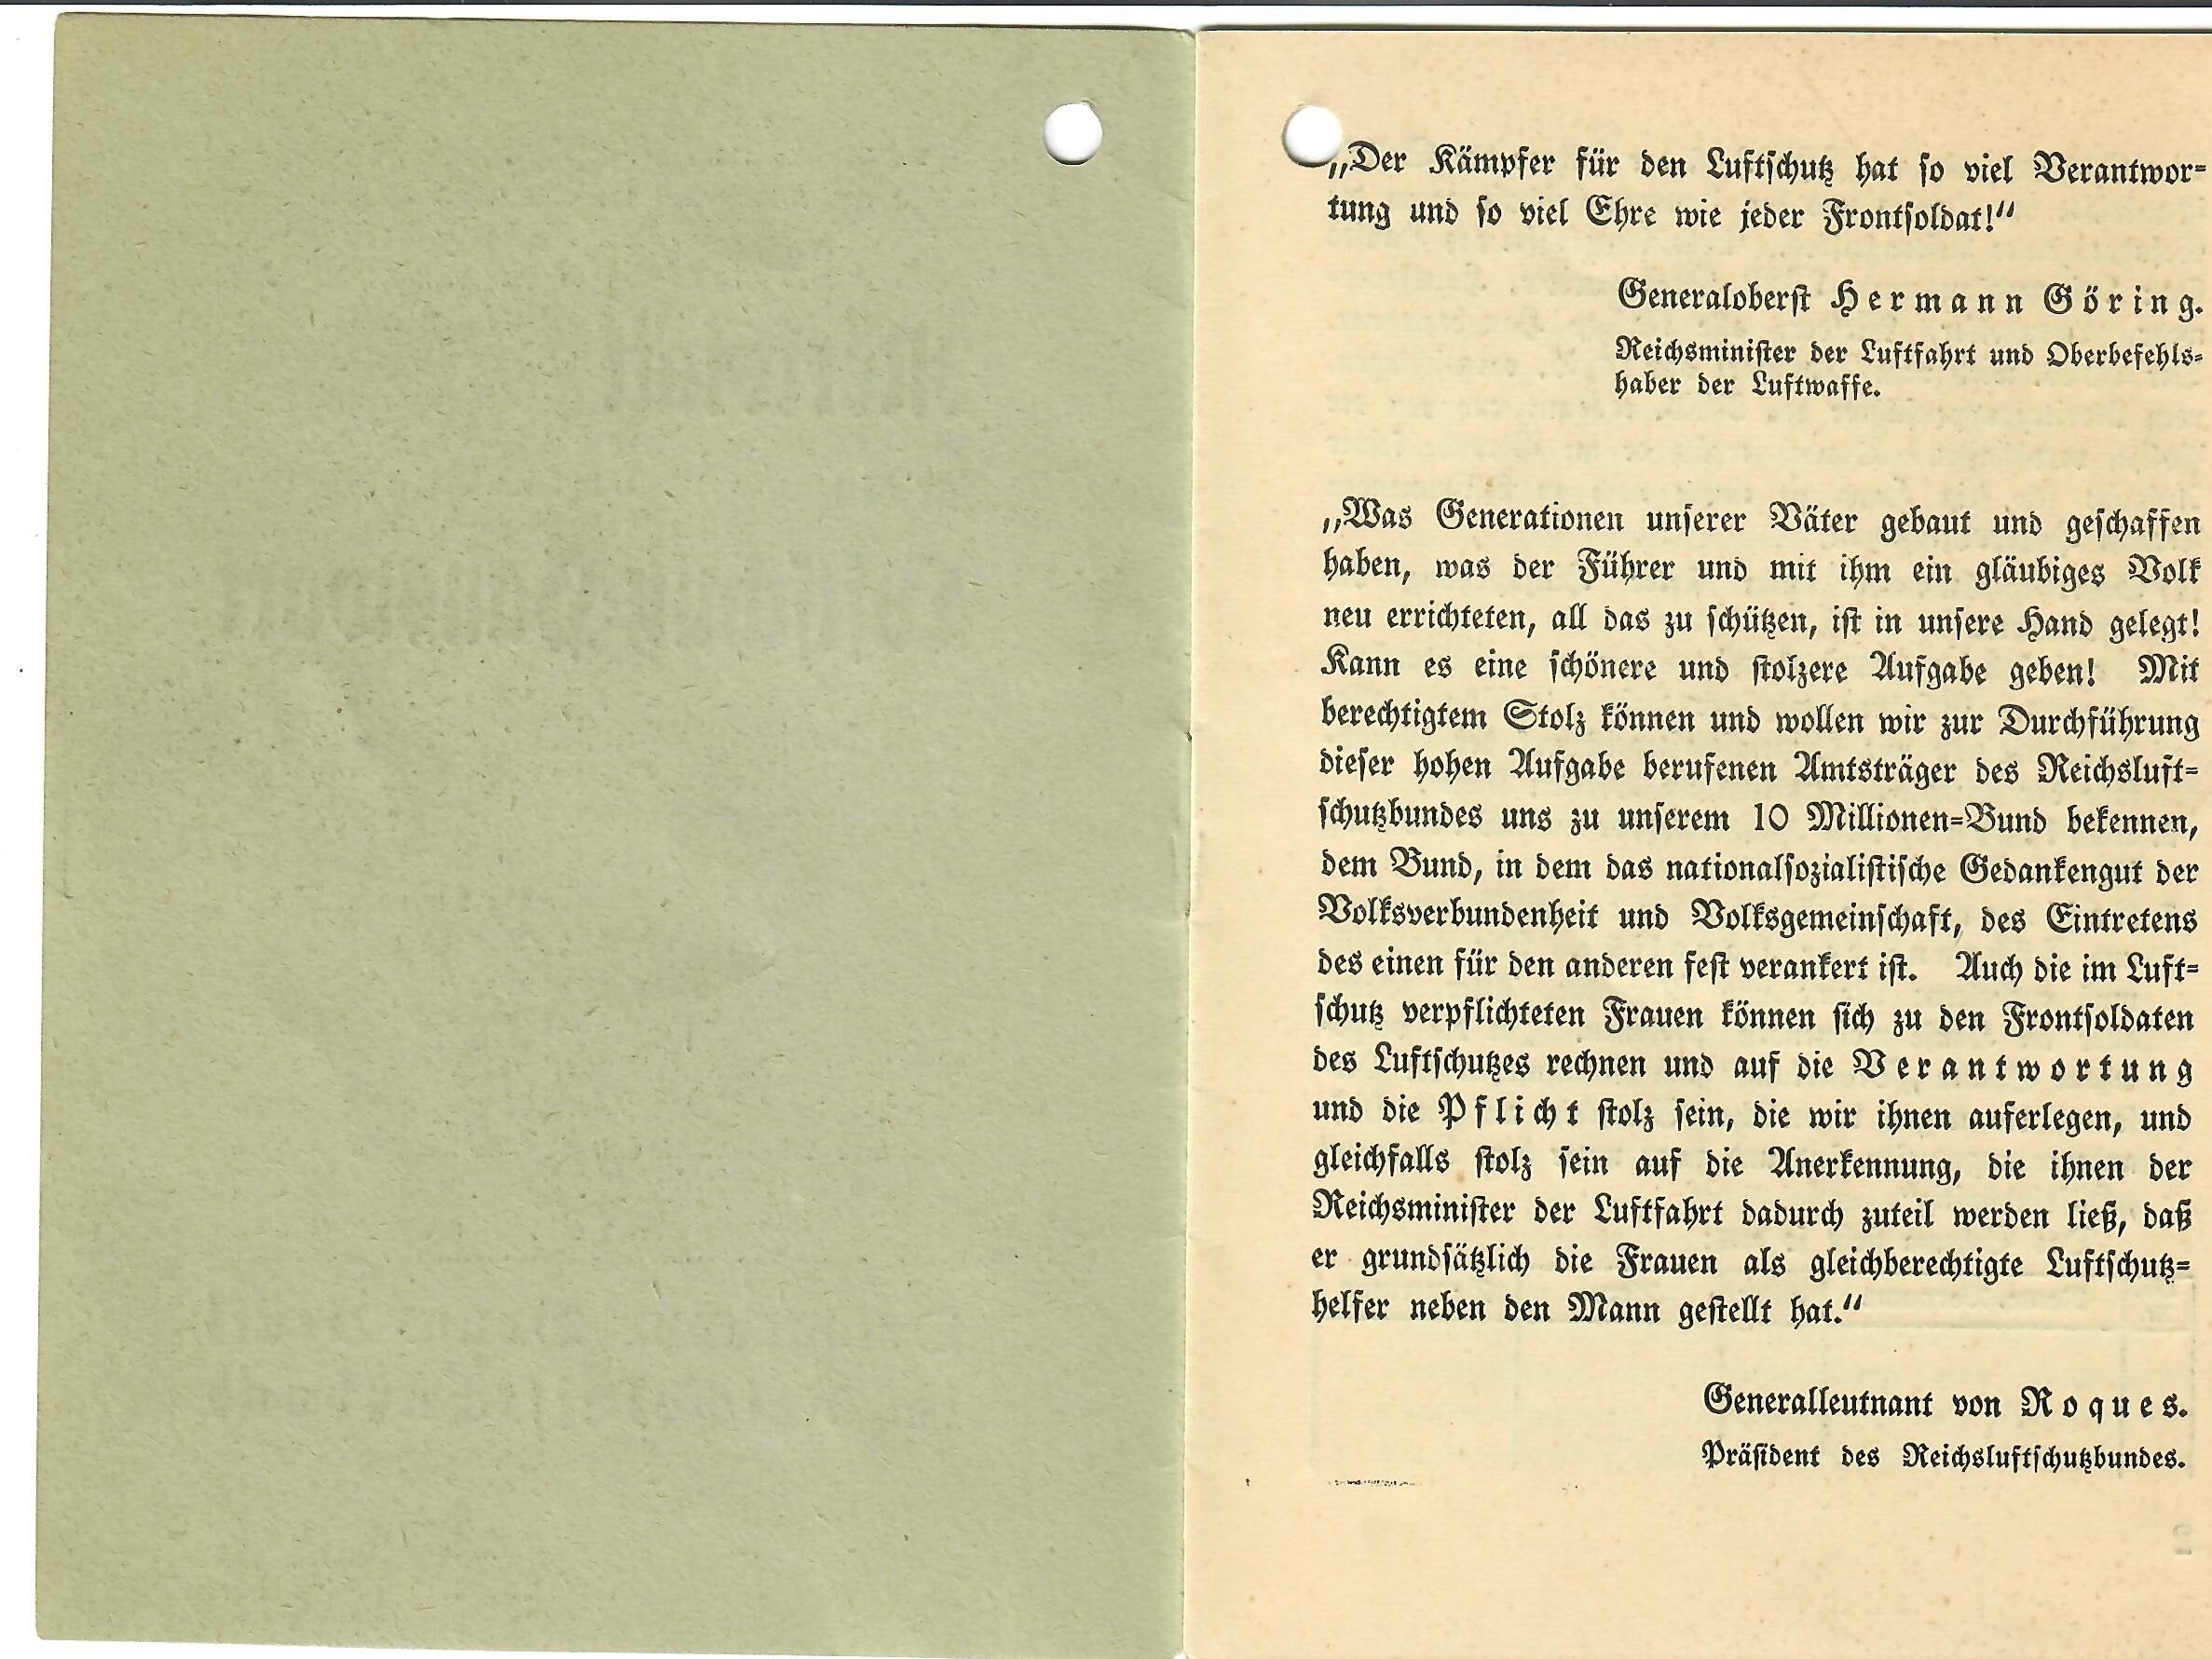 „Der Kämpfer für den Luftschutz hat so viel Verantwor-
tung und so viel Ehre wie jeder Frontsoldat!“
Generaloberst Hermann Göring.
Reichsminister der Luftfahrt und Oberbefehls-
haber der Luftwaffe.
„Was Generationen unserer Väter gebaut und geschaffen
haben, was der Führer und mit ihm ein gläubiges Volk
neu errichteten, all das zu schützen, ist in unsere Hand gelegt!
Kann es eine schönere und stolzere Aufgabe geben! Mit
berechtigtem Stolz können und wollen wir zur Durchführung
dieser hohen Aufgabe berufenen Amtsträger des Reichsluft-
schutzbundes uns zu unserem 10 Millionen-Bund bekennen,
dem Bund, in dem das nationalsozialistische Gedankengut der
Volksverbundenheit und Volksgemeinschaft, des Eintretens
des einen für den anderen fest verankert ist. Auch die im Luft-
schutz verpflichteten Frauen können sich zu den Frontsoldaten
des Luftschutzes rechnen und auf die Verantwortung
und die Pflicht stolz sein, die wir ihnen auferlegen, und
gleichfalls stolz sein auf die Anerkennung, die ihnen der
Reichsminister der Luftfahrt dadurch zuteil werden ließ, daß
er grundsätzlich die Frauen als gleichberechtigte Luftschutz-
helfer neben den Mann gestellt hat.“
Generalleutnant von Roques.
Präsident des Reichsluftschutzbundes.